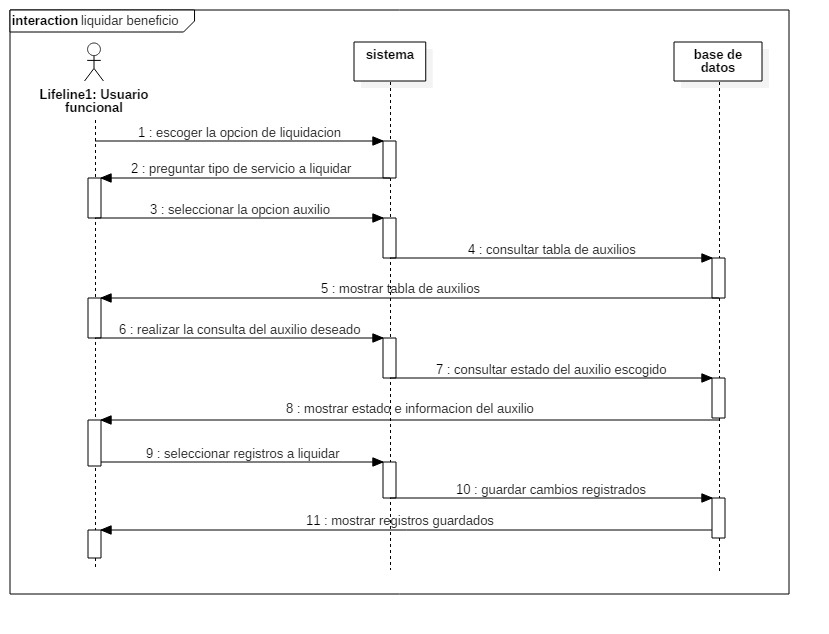 interaction liquidar beneficio
sistema
base de
datos
Lifeline1: Usuario
funcional
1 : escoger la opcion de liquidacion
2 : preguntar tipo de servicio a liquidar
3 : seleccionar la opcion auxilio
4 : consultar tabla de auxilios
5 : mostrar tabla de auxilios
6 : realizar la consulta del auxilio deseado
7 : consultar estado del auxilio escogido
8 : mostrar estado e informacion del auxilio
9 : seleccionar registros a liquidar
10 : guardar cambios registrados
11 : mostrar registros guardados